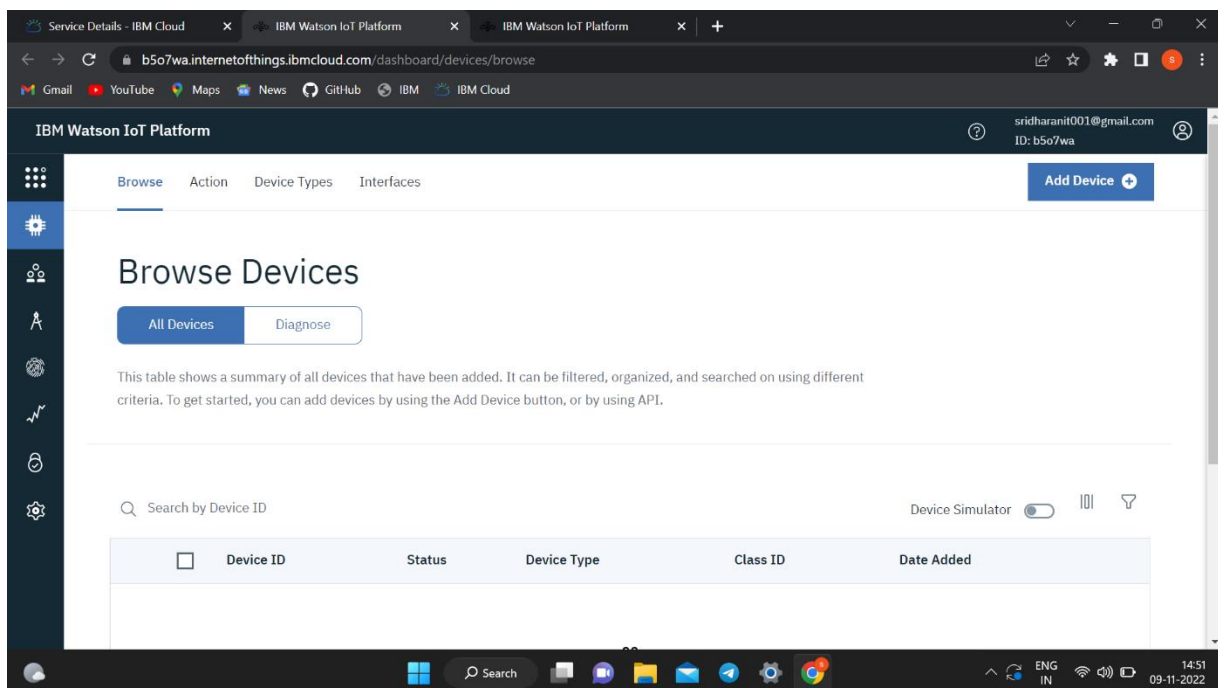 Service Details - IBM Cloud
IBM Watson IoT Platform
IBM Watson IoT Platform
b5o7wa.internetofthings.ibmcloud.com/dashboard/devices/browse
S
Gmail YouTube Maps News GitHub IBM IBM Cloud
IBM Watson IoT Platform
sridharanit001@gmail.com
ID: b5o7wa
Browse Action Device Types Interfaces
Add Device
Browse Devices
All Devices Diagnose
This table shows a summary of all devices that have been added. It can be filtered, organized, and searched on using different
criteria. To get started, you can add devices by using the Add Device button, or by using API.
Search by Device ID
Device Simulator
Device ID Status Device Type Class ID Date Added
Search
ENG
IN
14:51
09-11-2022